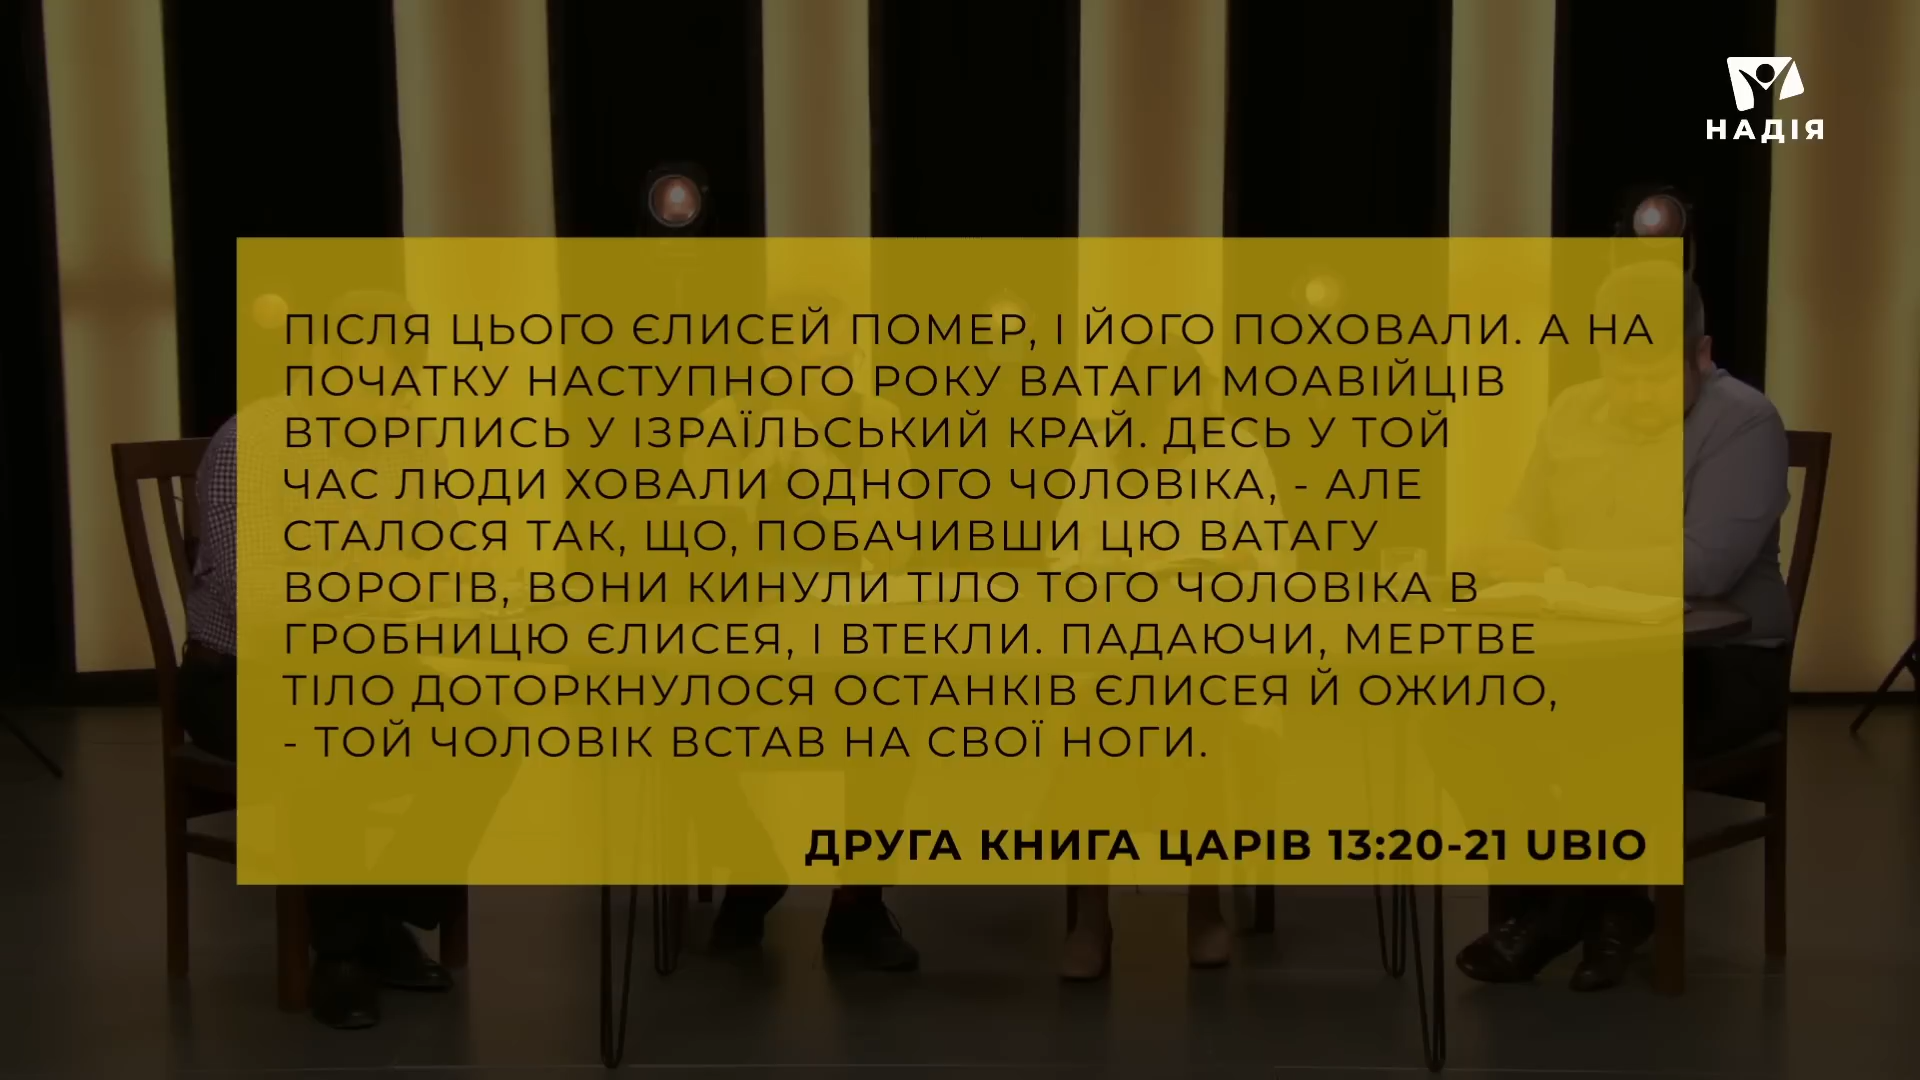 НАДІЯ
ПІСЛЯ ЦЬОГО ЄЛИСЕЙ ПОМЕР, І ЙОГО ПОХОВАЛИ. А НА
ПОЧАТКУ НАСТУПНОГО РОКУ ВАТАГИ МОАВІЙЦІВ
ВТОРГЛИСЬ У ІЗРАЇЛЬСЬКИЙ КРАЙ. ДЕСЬ У ТОЙ
ЧАС ЛЮДИ ХОВАЛИ ОДНОГО ЧОЛОВІКА, - АЛЕ
СТАЛОСЯ ТАК, ЩО, ПОБАЧИВШИ ЦЮ ВАТАГУ
ВОРОГІВ, ВОНИ КИНУЛИ ТІЛО ТОГО ЧОЛОВІКА В
ГРОБНИЦЮ ЄЛИСЕЯ, І ВТЕКЛИ. ПАДАЮЧИ, МЕРТВЕ
ТІЛО ДОТОРКНУЛОСЯ ОСТАНКІВ ЄЛИСЕЯ Й ОЖИЛО,
- ТОЙ ЧОЛОВІК ВСТАВ НА СВОЇ НОГИ.
ДРУГА КНИГА ЦАРІВ 13:20-21 UBIO